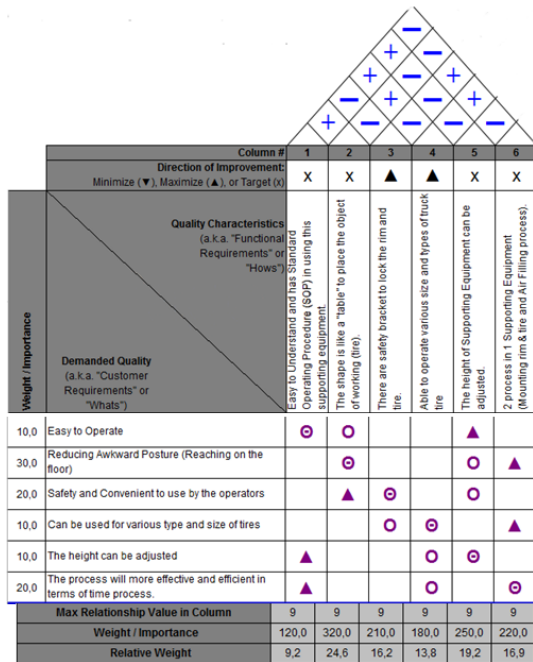 Column # 1 2 3 4 5 6
Direction of Improvement:
Minimize (▼), Maximize (▲), or Target (x) x x ▲ ▲ x x
Quality Characteristics
(a.k.a. "Functional
Requirements" or
"Hows")
Demanded Quality
(a.k.a. "Customer
Requirements" or
"Whats")
Weight / Importance
Easy to Understand and has Standard
Operating Procedure (SOP) in using this
supporting equipment.
The shape is like a "table" to place the object
of working (tire).
There are safety bracket to lock the rim and
tire.
Able to operate various size and types of truck
tire
The height of Supporting Equipment can be
adjusted.
2 process in 1 Supporting Equipment
(Mounting rim & tire and Air Filling process).
10,0 Easy to Operate
30,0 Reducing Awkward Posture (Reaching on the
floor)
20,0 Safety and Convenient to use by the operators
10,0 Can be used for various type and size of tires
10,0 The height can be adjusted
20,0 The process will more effective and efficient in
terms of time process.
Max Relationship Value in Column 9 9 9 9 9 9
Weight / Importance 120,0 320,0 210,0 180,0 250,0 220,0
Relative Weight 9,2 24,6 16,2 13,8 19,2 16,9